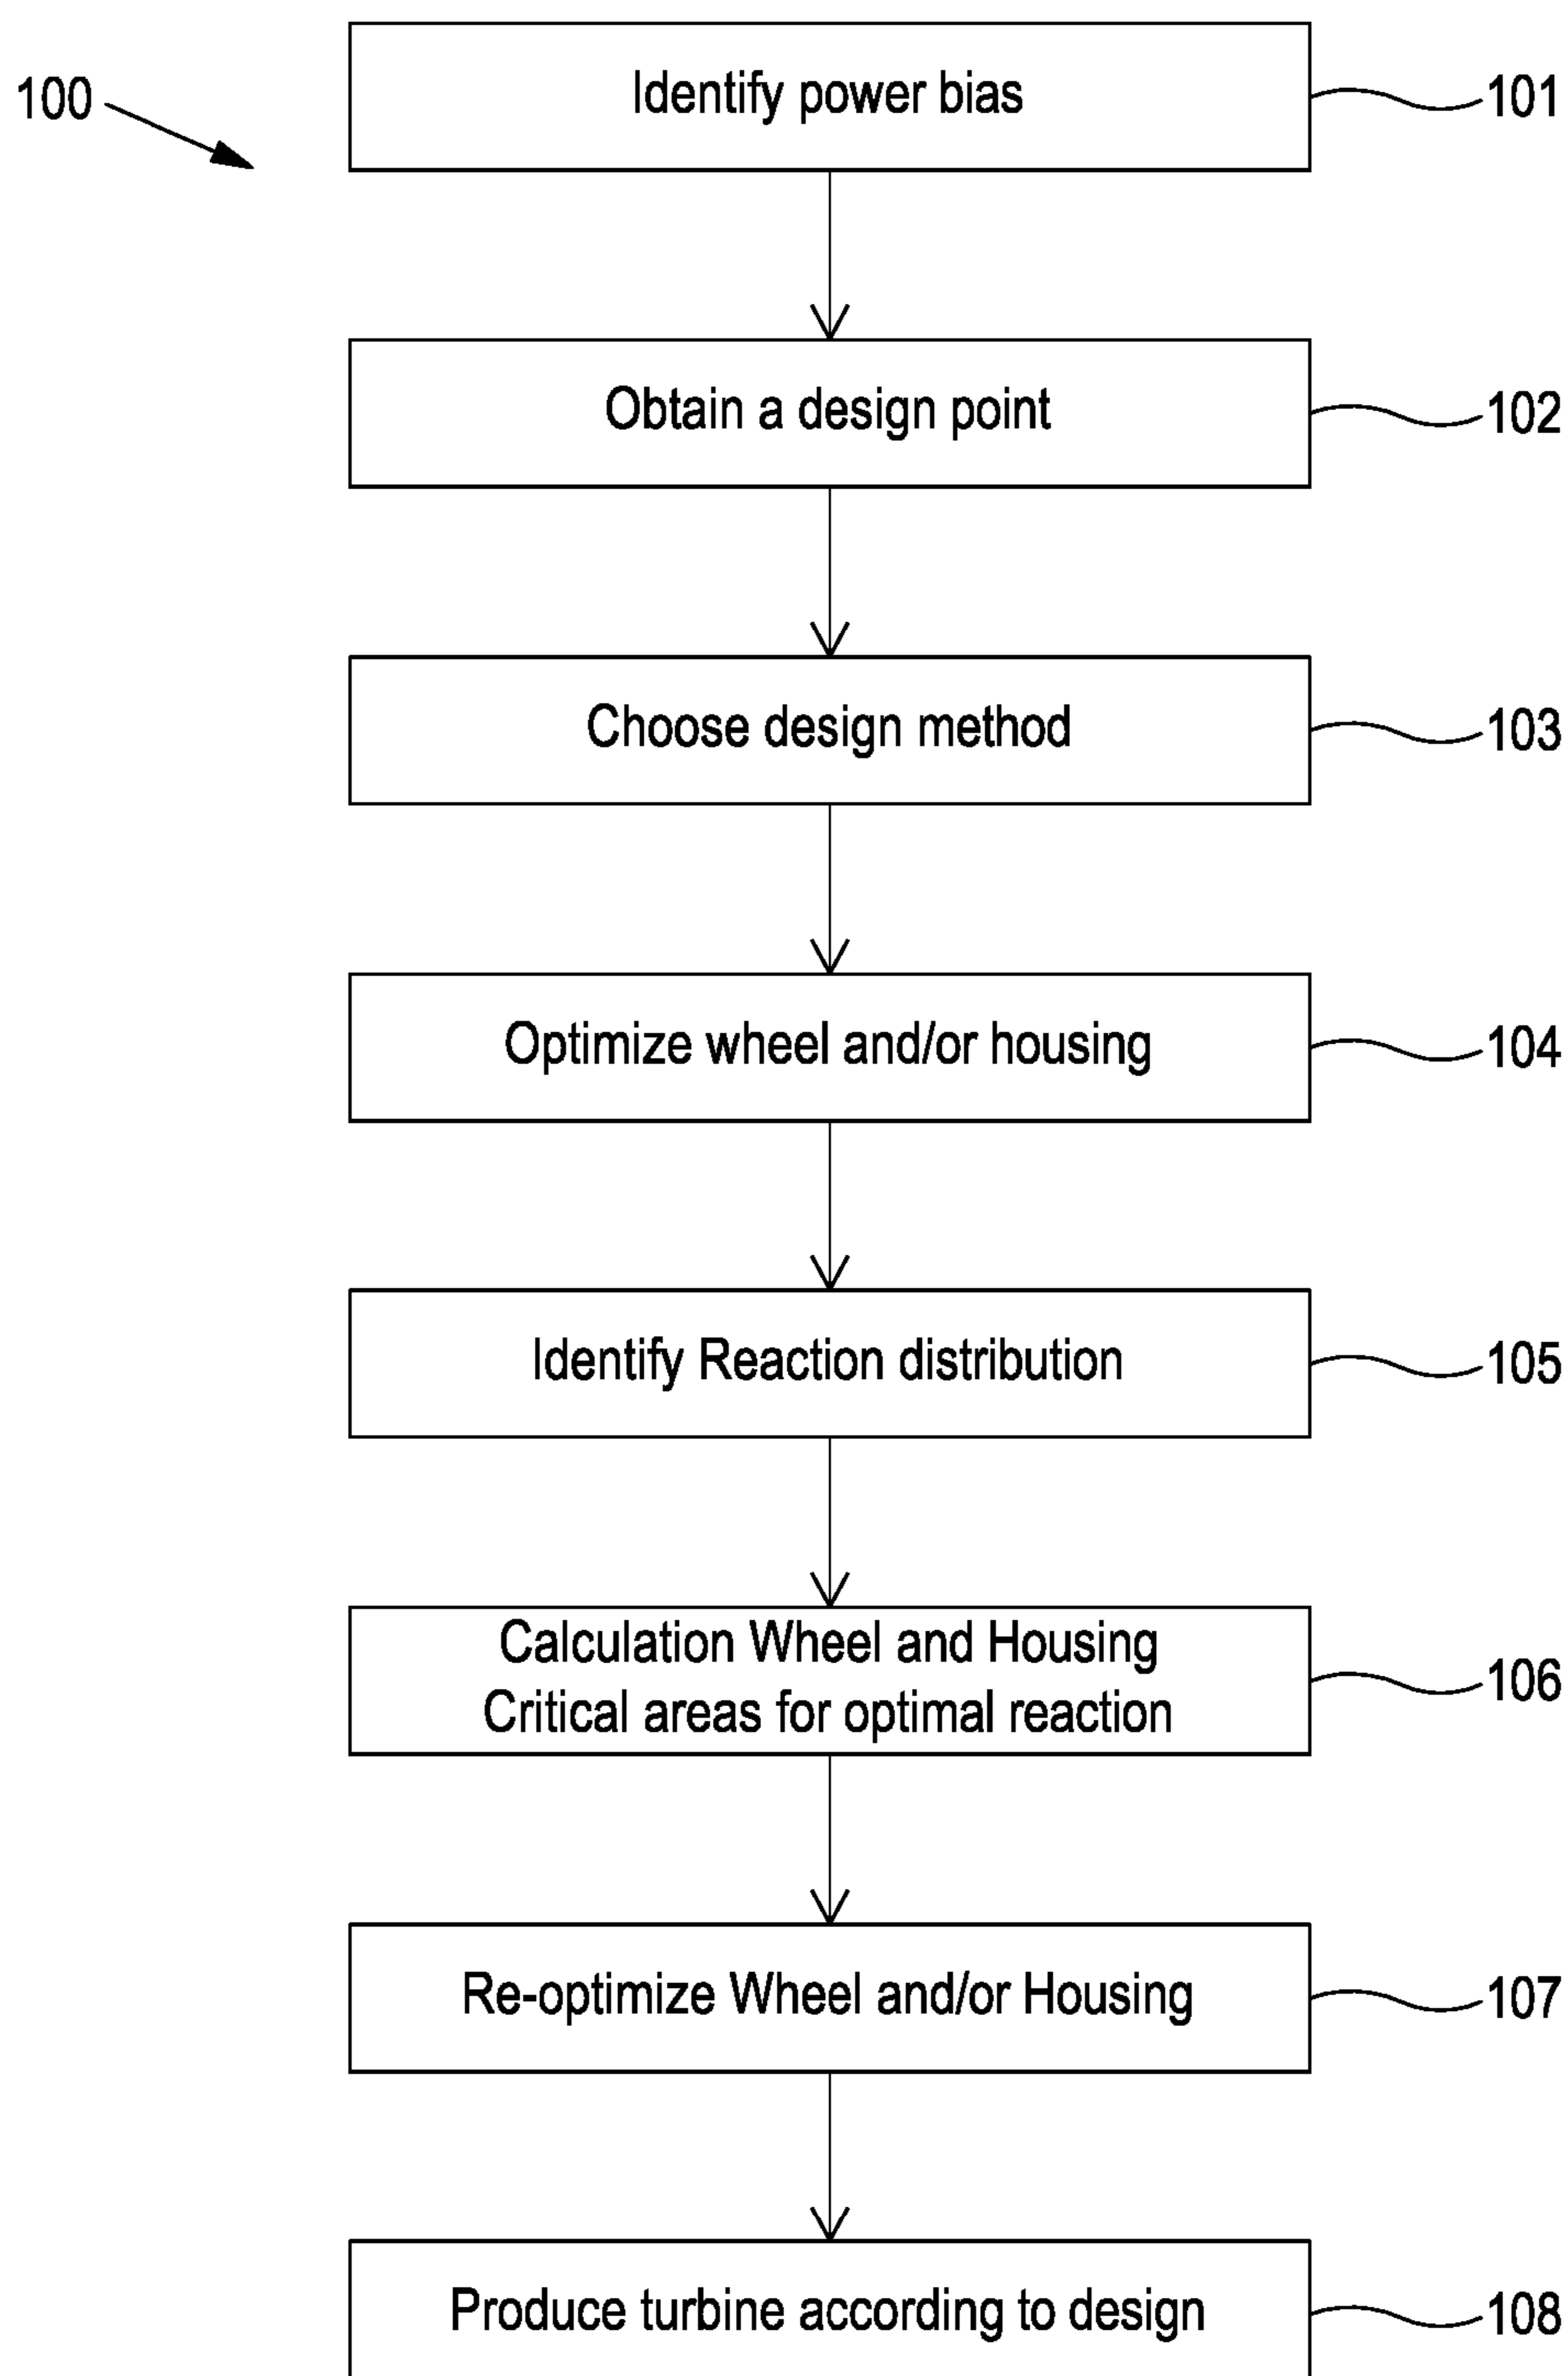 100
Identify power bias
101
Obtain a design point
102
Choose design method
103
Optimize wheel and/or housing
104
Identify Reaction distribution
105
Calculation Wheel and Housing
Critical areas for optimal reaction
106
Re-optimize Wheel and/or Housing
107
Produce turbine according to design
108